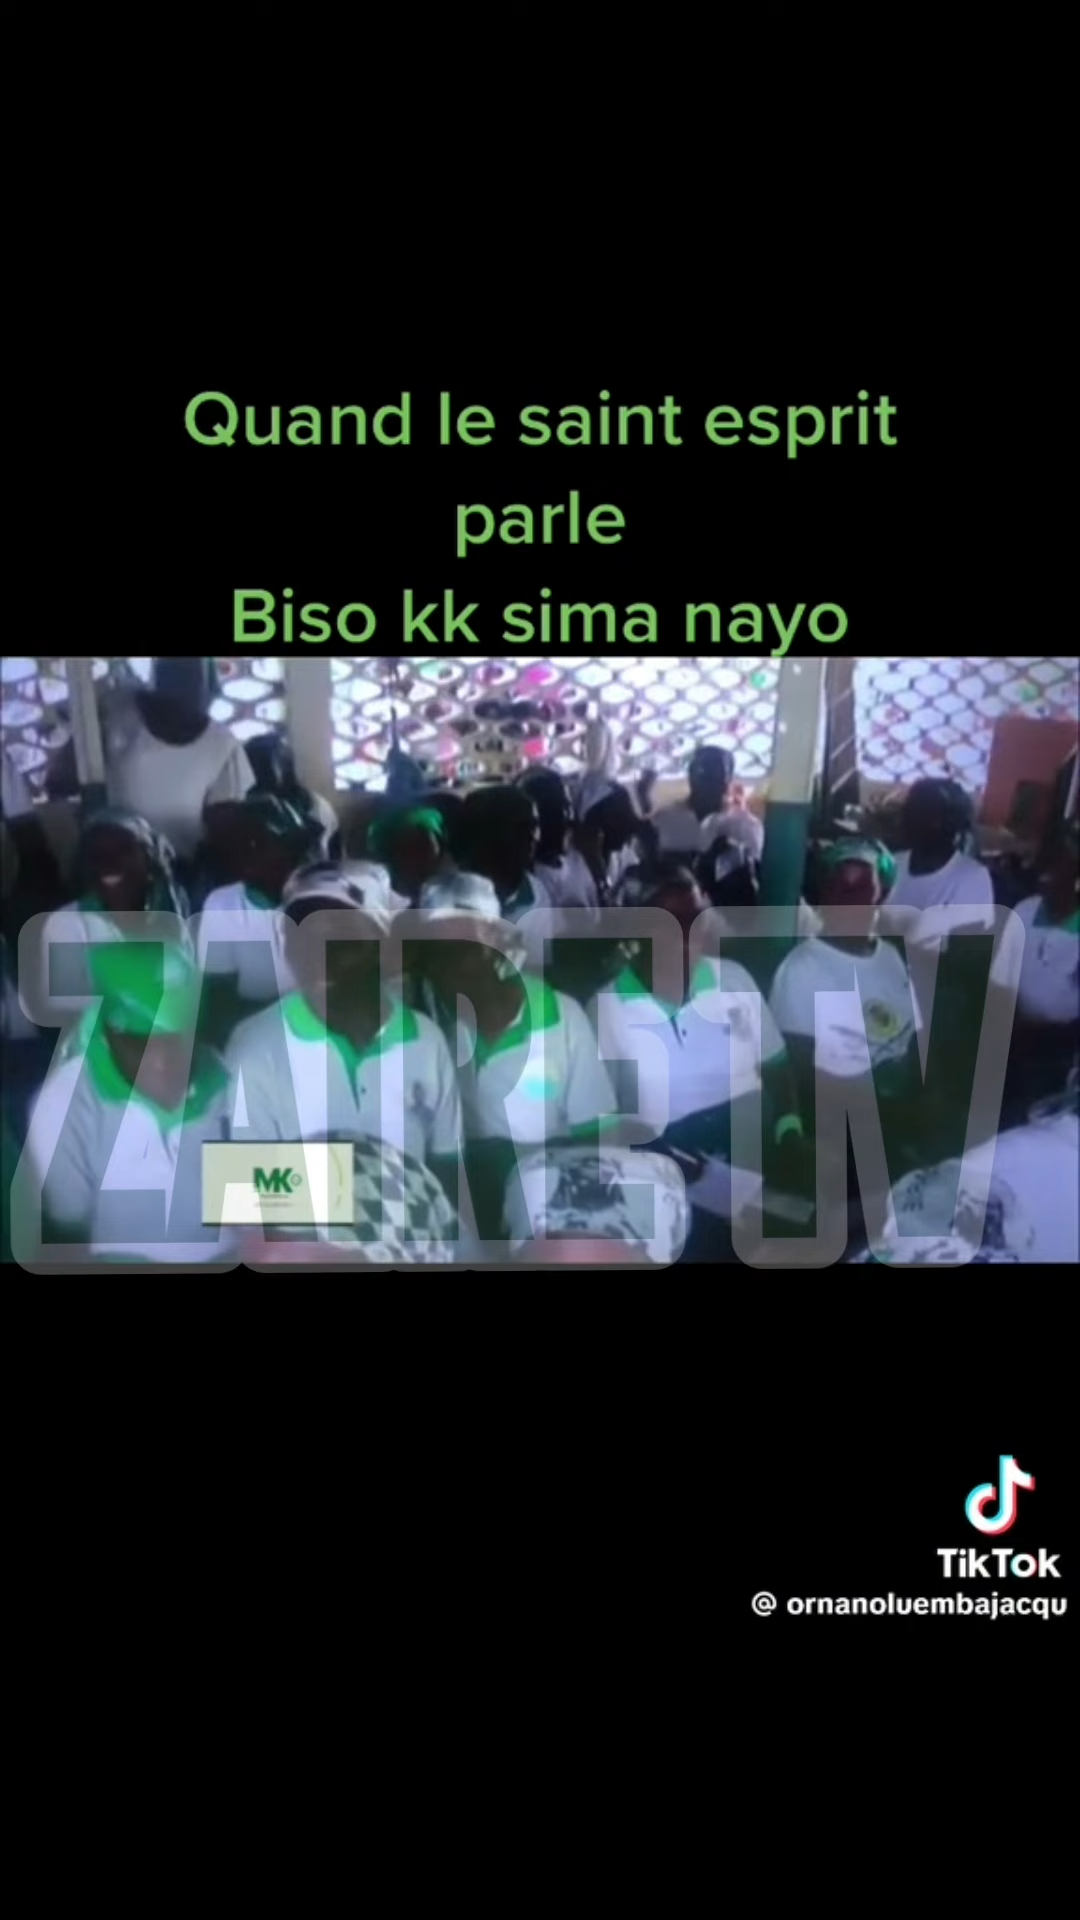 Quand le saint esprit
parle
Biso kk sima nayo
ZAIRE TV
MK
TikTok
@ ornanoluembajacqu